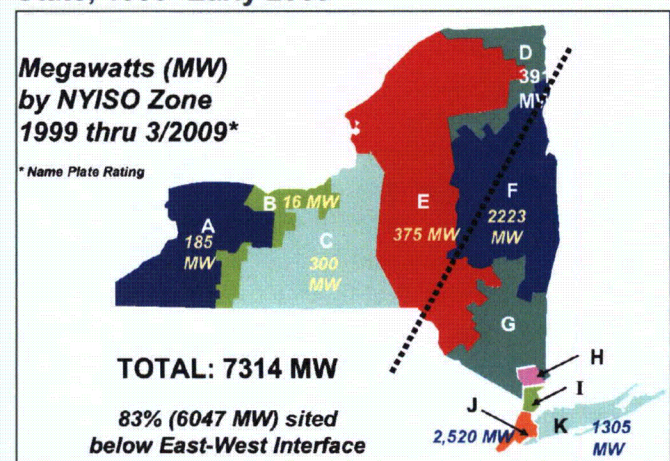 Megawatts (MW)
by NYISO Zone
1999 thru 3/2009*
* Name Plate Rating
D
391
MW
A
185
MW
B 16 MW
C
300
MW
E
375 MW
F
2223
MW
G
H
I
J
2,520 MW
K
1305
MW
TOTAL: 7314 MW
83% (6047 MW) sited
below East-West Interface